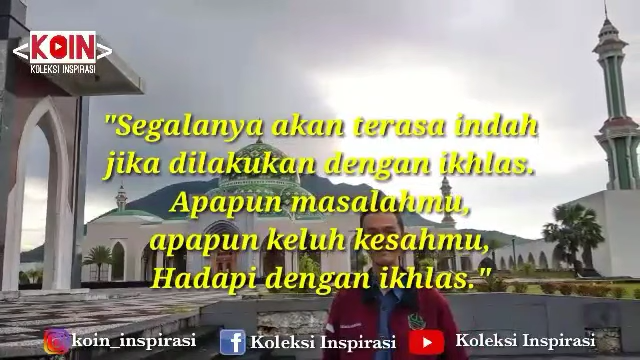 <KOIN>
KOLEKSI INSPIRASI
"Segalanya akan terasa indah
jika dilakukan dengan ikhlas.
Apapun masalahmu,
apapun keluh kesahmu,
Hadapi dengan ikhlas."
koin_inspirasi
Koleksi Inspirasi
Koleksi Inspirasi